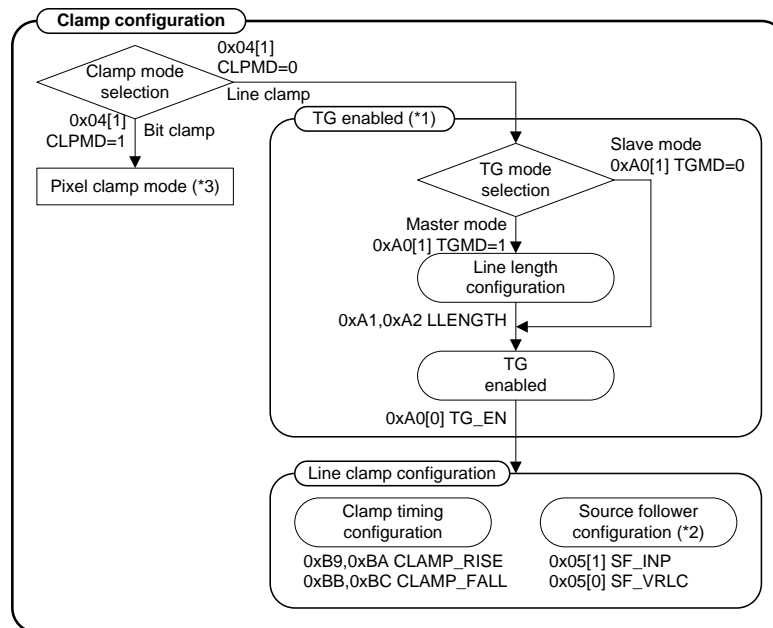 Clamp configuration
Clamp mode
selection
0x04[1]
CLPMD=0
Line clamp
0x04[1]
CLPMD=1
Bit clamp
Pixel clamp mode (*3)
TG enabled (*1)
TG mode
selection
Slave mode
0xA0[1] TGMD=0
Master mode
0xA0[1] TGMD=1
Line length
configuration
0xA1,0xA2 LLENGTH
TG
enabled
0xA0[0] TG_EN
Line clamp configuration
Clamp timing
configuration
0xB9,0xBA CLAMP_RISE
0xBB,0xBC CLAMP_FALL
Source follower
configuration (*2)
0x05[1] SF_INP
0x05[0] SF_VRLC